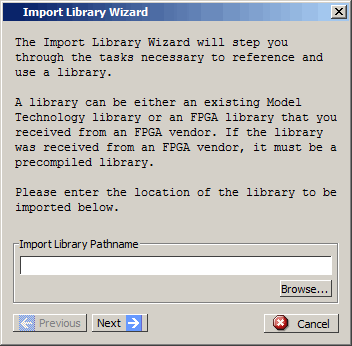 Import Library Wizard
The Import Library Wizard will step you
through the tasks necessary to reference and
use a library.
A library can be either an existing Model
Technology library or an FPGA library that you
received from an FPGA vendor. If the library
was received from an FPGA vendor, it must be a
precompiled library.
Please enter the location of the library to be
imported below.
Import Library Pathname
Browse...
Previous Next Cancel